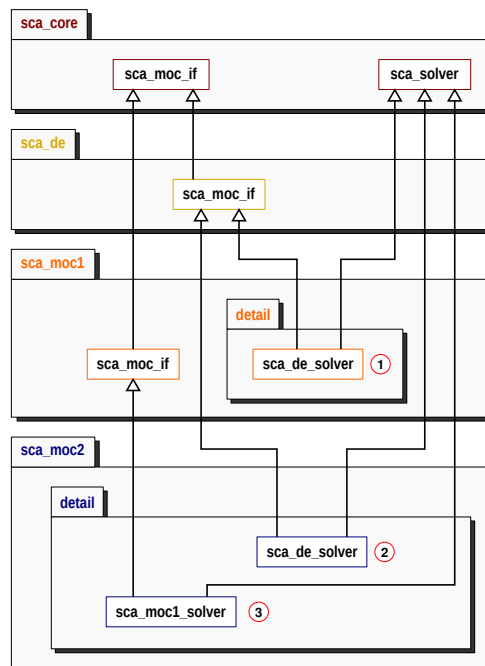 sca_core
sca_moc_if
sca_solver
sca_de
sca_moc_if
sca_moc1
detail
sca_moc_if
sca_de_solver
1
sca_moc2
detail
sca_de_solver
2
sca_moc1_solver
3